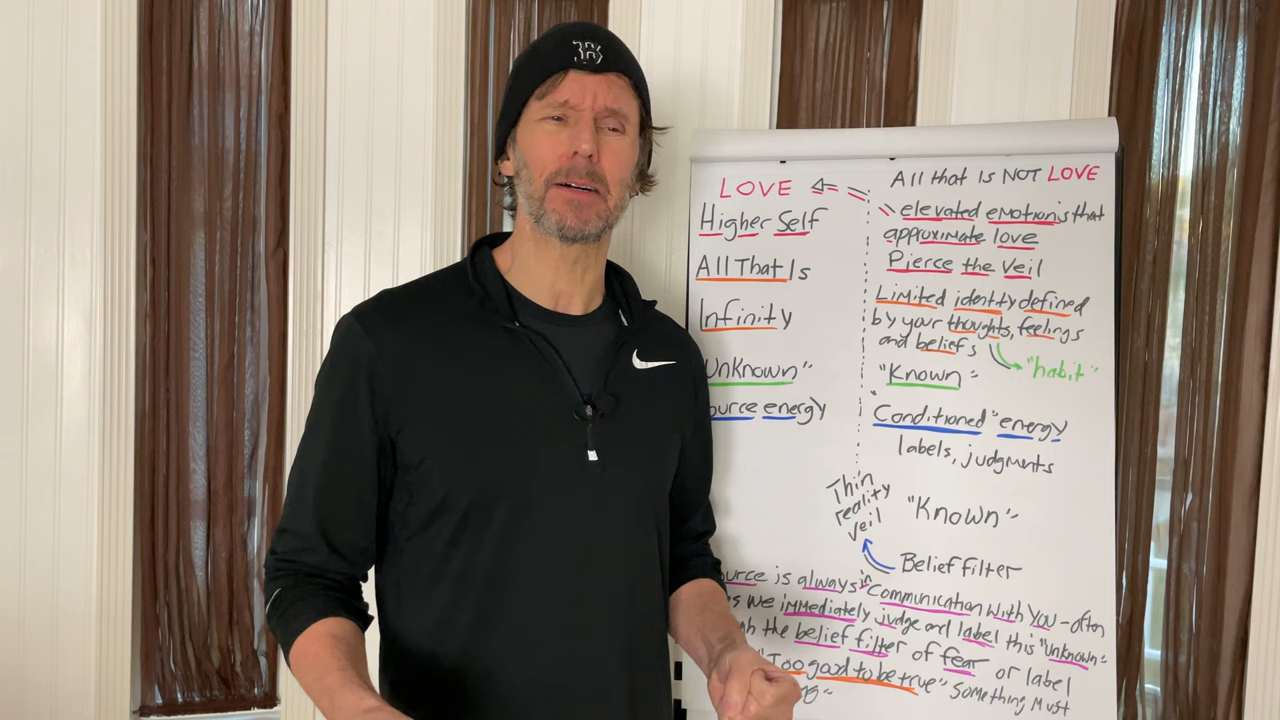 B
LOVE
Higher Self
All That Is
Infinity
Unknown"
ource energy
All that Is NOT LOVE
elevated emotions that
approximate love
Pierce the Veil
Limited identity defined
by your thoughts, feelings
and beliefs
"habit"
"Known"
"Conditioned" energy
labels, judgments
Thin
reality
veil
"Known"
Belief filter
urce is always in communication with you - often
s we immediately judge and label this "unknown"
h the belief filter of fear or label
"Too good to be true" something must
g"